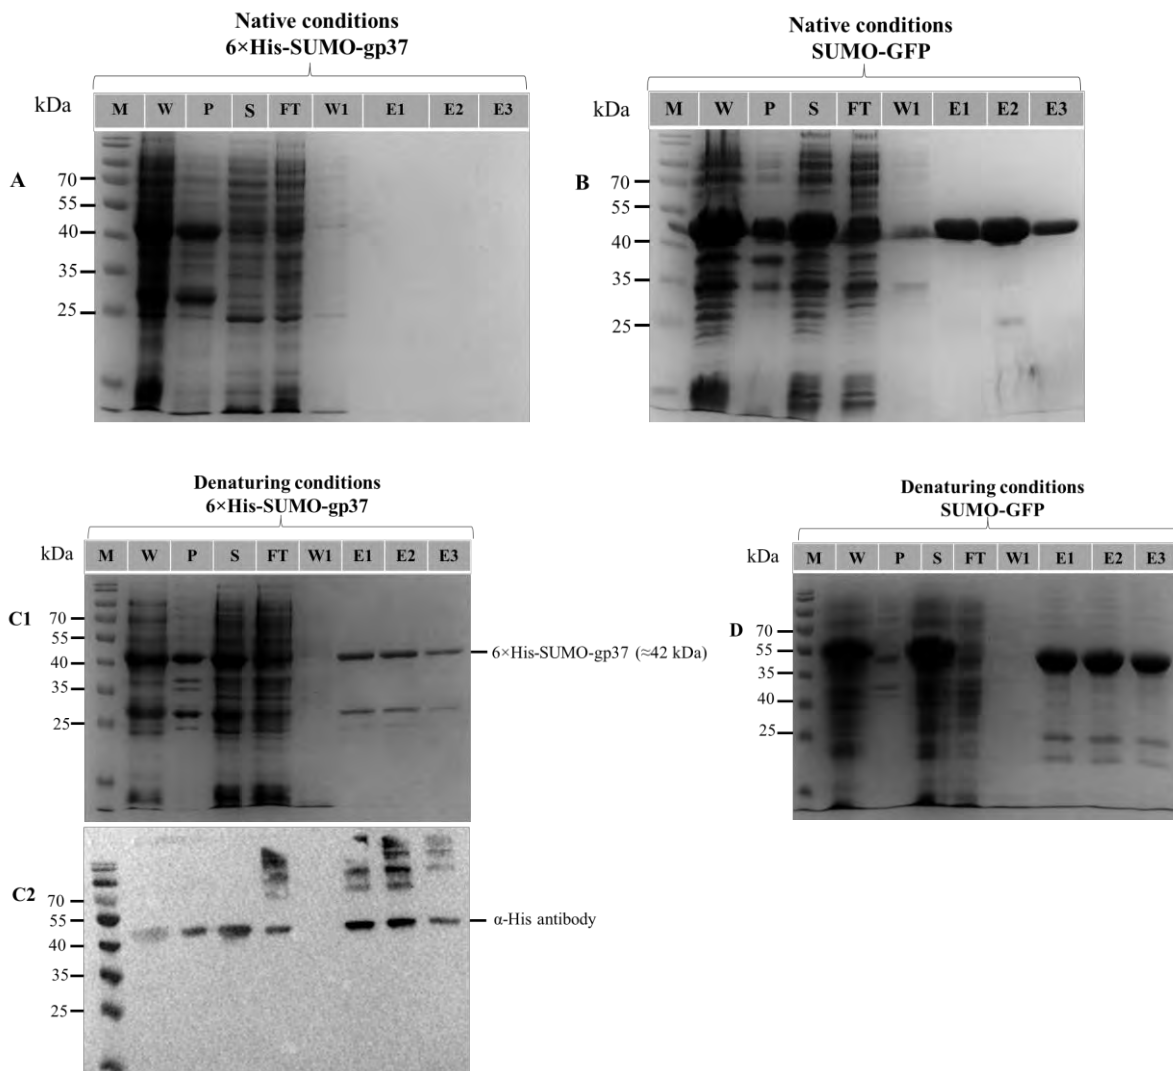 Native conditions
6×His-SUMO-gp37
kDa M W P S FT W1 E1 E2 E3
A
70
55
40
35
25
Native conditions
SUMO-GFP
kDa M W P S FT W1 E1 E2 E3
B
70
55
40
35
25
Denaturing conditions
6×His-SUMO-gp37
kDa M W P S FT W1 E1 E2 E3
C1
70
55
40
35
25
6×His-SUMO-gp37 (≈42 kDa)
C2
70
55
40
35
25
α-His antibody
Denaturing conditions
SUMO-GFP
kDa M W P S FT W1 E1 E2 E3
D
70
55
35
40
25